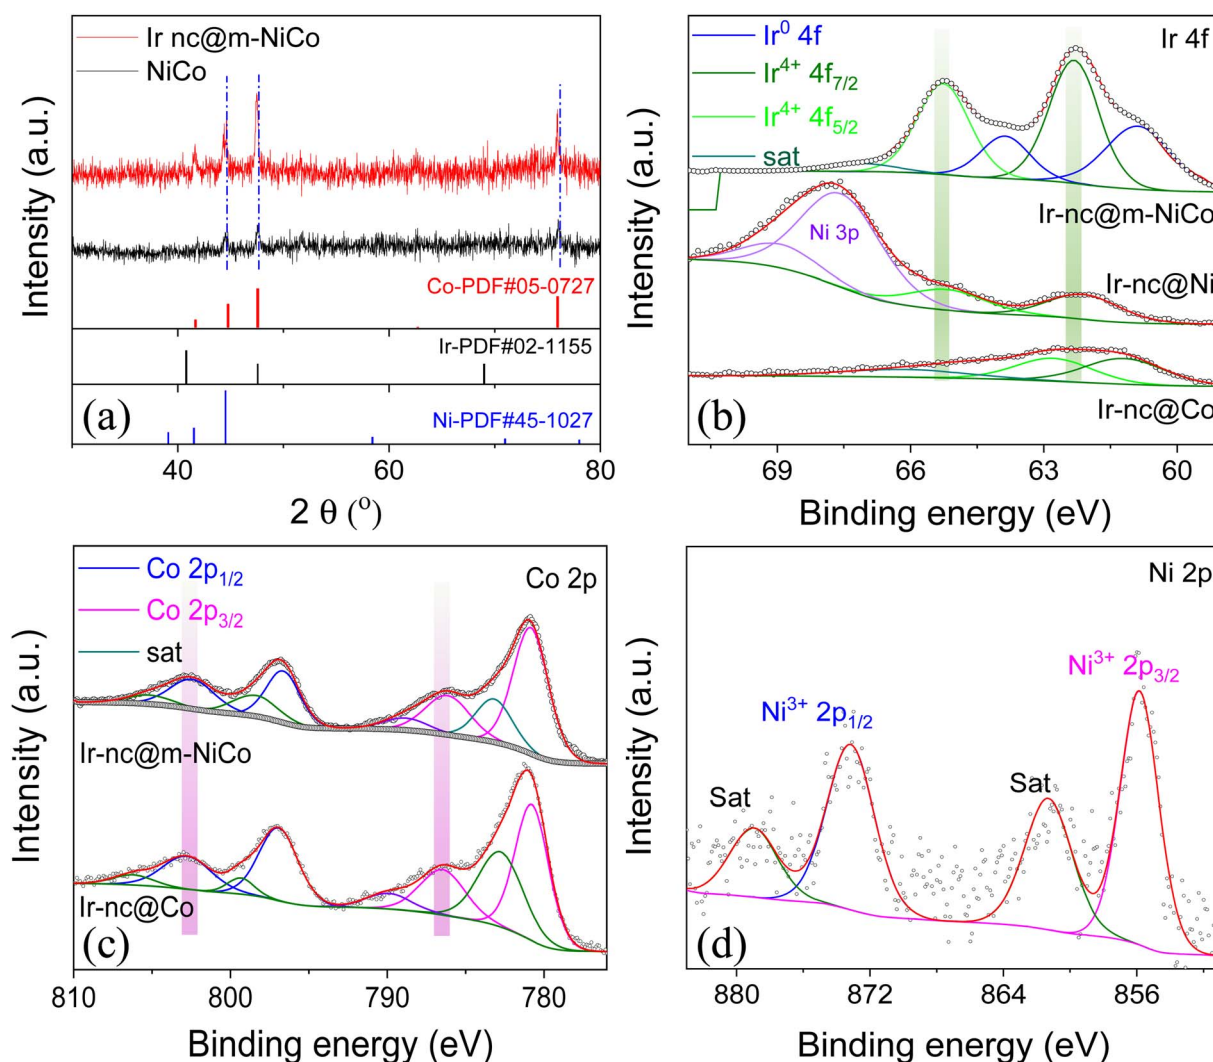 Ir nc@m-NiCo
NiCo
Intensity (a.u.)
Co-PDF#05-0727
Ir-PDF#02-1155
(a)
Ni-PDF#45-1027
40
60
80
2 θ (°)
Ir⁰ 4f
Ir 4f
Ir⁴⁺ 4f₇/₂
Ir⁴⁺ 4f₅/₂
sat
Intensity (a.u.)
Ir-nc@m-NiCo
Ni 3p
Ir-nc@Ni
(b)
Ir-nc@Co
69
66
63
60
Binding energy (eV)
Co 2p₁/₂
Co 2p
Co 2p₃/₂
sat
Intensity (a.u.)
Ir-nc@m-NiCo
Ir-nc@Co
(c)
810
800
790
780
Binding energy (eV)
Ni 2p
Ni³⁺ 2p₃/₂
Ni³⁺ 2p₁/₂
Intensity (a.u.)
Sat
Sat
(d)
880
872
864
856
Binding energy (eV)